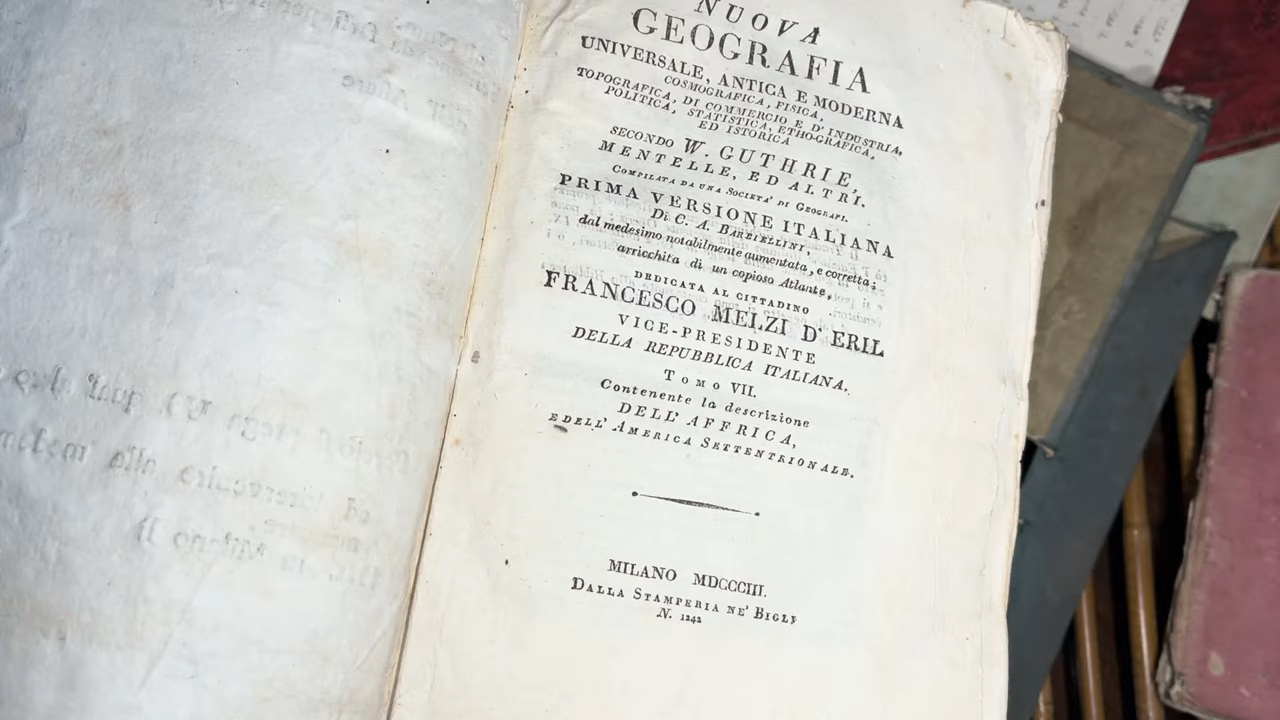 NUOVA
GEOGRAFIA
UNIVERSALE, ANTICA E MODERNA
COSMOGRAFICA, FISICA,
TOPOGRAFICA, DI COMMERCIO E D' INDUSTRIA,
POLITICA, STATISTICA, ETHO-GRAFICA,
ED ISTORICA
SECONDO W. GUTHRIE,
MENTELLE, ED ALTRI.
COMPILATA DA UNA SOCIETA' DI GEOGRAFI.
PRIMA VERSIONE ITALIANA
Di C. A. BARBIELLINI,
dal medesimo notabilmente aumentata, e corretta;
arricchita di un copioso Atlante,
DEDICATA AL CITTADINO
FRANCESCO MELZI D' ERIL
VICE-PRESIDENTE
DELLA REPUBBLICA ITALIANA.
TOMO VII.
Contenente la descrizione
DELL' AFFRICA,
E DELL' AMERICA SETTENTRIONALE.
MILANO MDCCCIII.
DALLA STAMPERIA NE' BIGLI
N. 1242